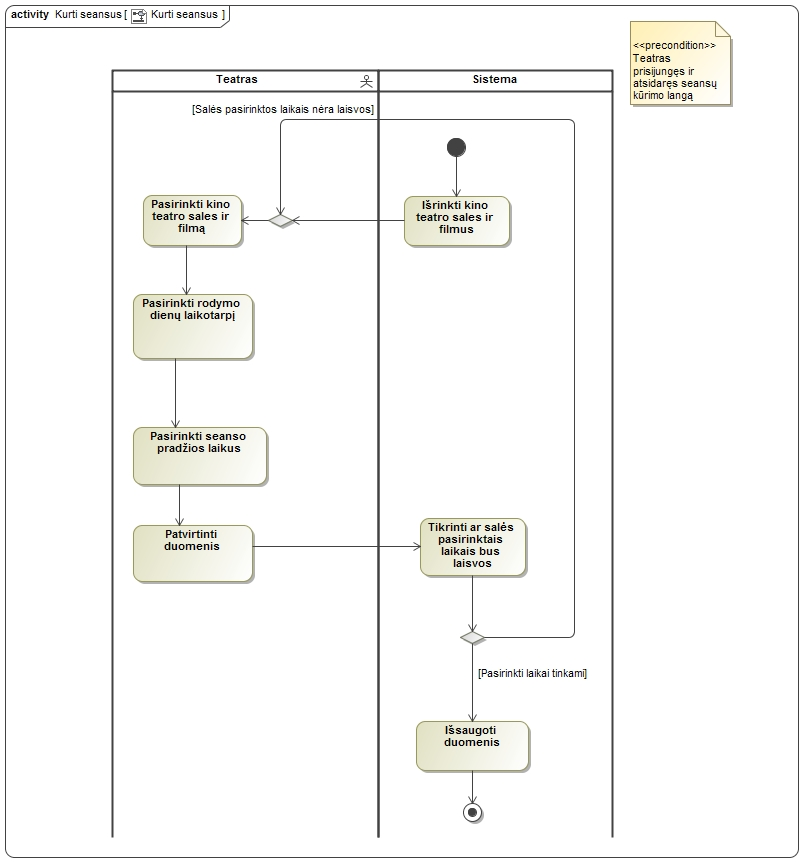 activity Kurti seansus [ Kurti seansus ]
<<precondition>>
Teatras
prisijungęs ir
atsidaręs seansų
kūrimo langą
Teatras
Sistema
[Salės pasirinktos laikais nėra laisvos]
Pasirinkti kino
teatro sales ir
filmą
Išrinkti kino
teatro sales ir
filmus
Pasirinkti rodymo
dienų laikotarpį
Pasirinkti seanso
pradžios laikus
Patvirtinti
duomenis
Tikrinti ar salės
pasirinktais
laikais bus
laisvos
[Pasirinkti laikai tinkami]
Išsaugoti
duomenis